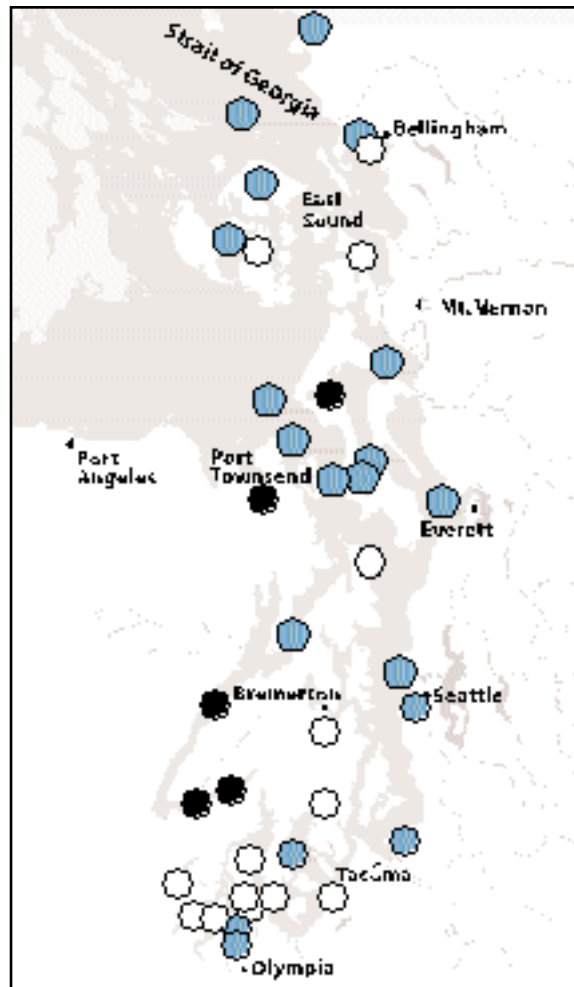 Strait of Georgia
Bellingham
East
Sound
Mt. Vernon
Port
Angeles
Port
Townsend
Everett
Bremerton
Seattle
Tacoma
Olympia